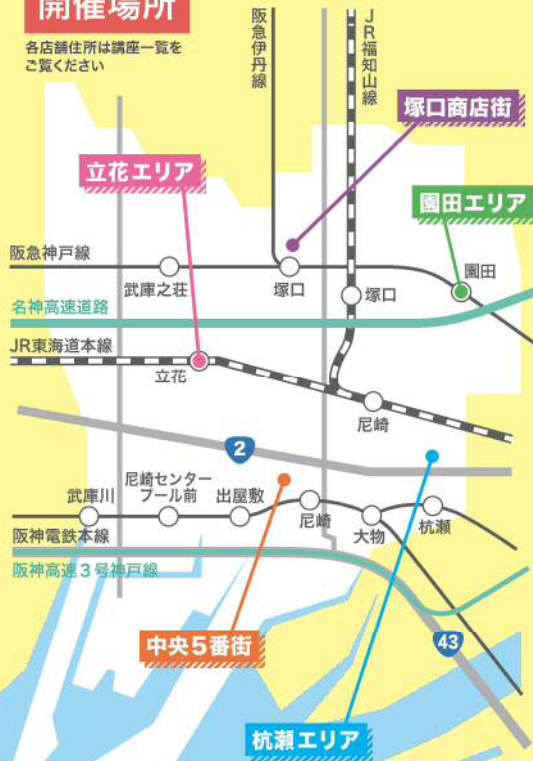 開催場所
各店舗住所は講座一覧を
ご覧ください
阪急伊丹線
JR福知山線
塚口商店街
立花エリア
園田エリア
阪急神戸線
武庫之荘
塚口
塚口
園田
名神高速道路
JR東海道本線
立花
尼崎
2
武庫川
尼崎センター
プール前
出屋敷
尼崎
大物
杭瀬
阪神電鉄本線
阪神高速3号神戸線
中央5番街
43
杭瀬エリア